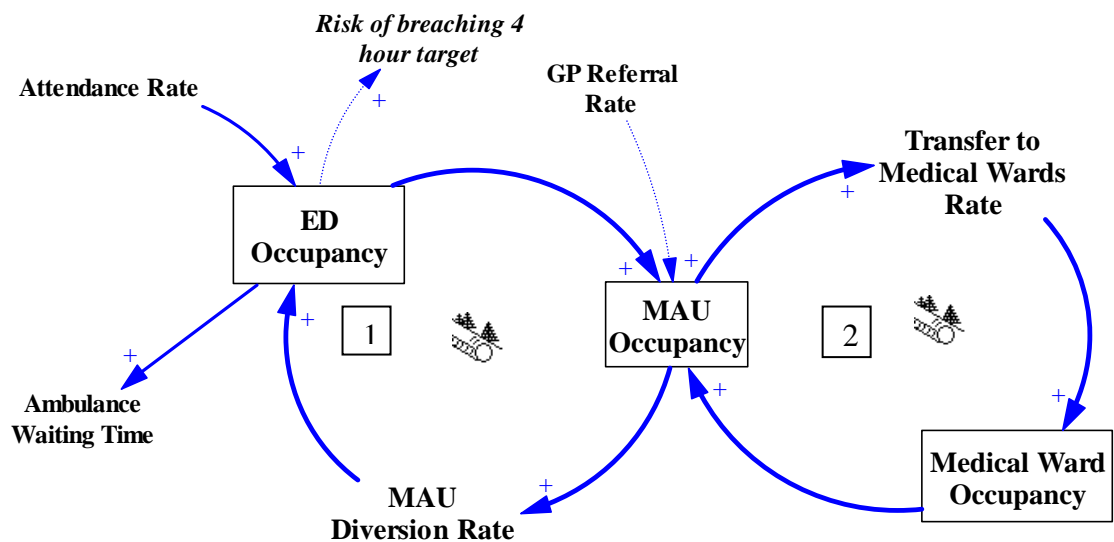 Risk of breaching 4
hour target
+
Attendance Rate
+
GP Referral
Rate
Transfer to
Medical Wards
Rate
+
ED
Occupancy
+
+
+
1
MAU
Occupancy
2
+
+
Ambulance
Waiting Time
+
+
Medical Ward
Occupancy
+
MAU
Diversion Rate